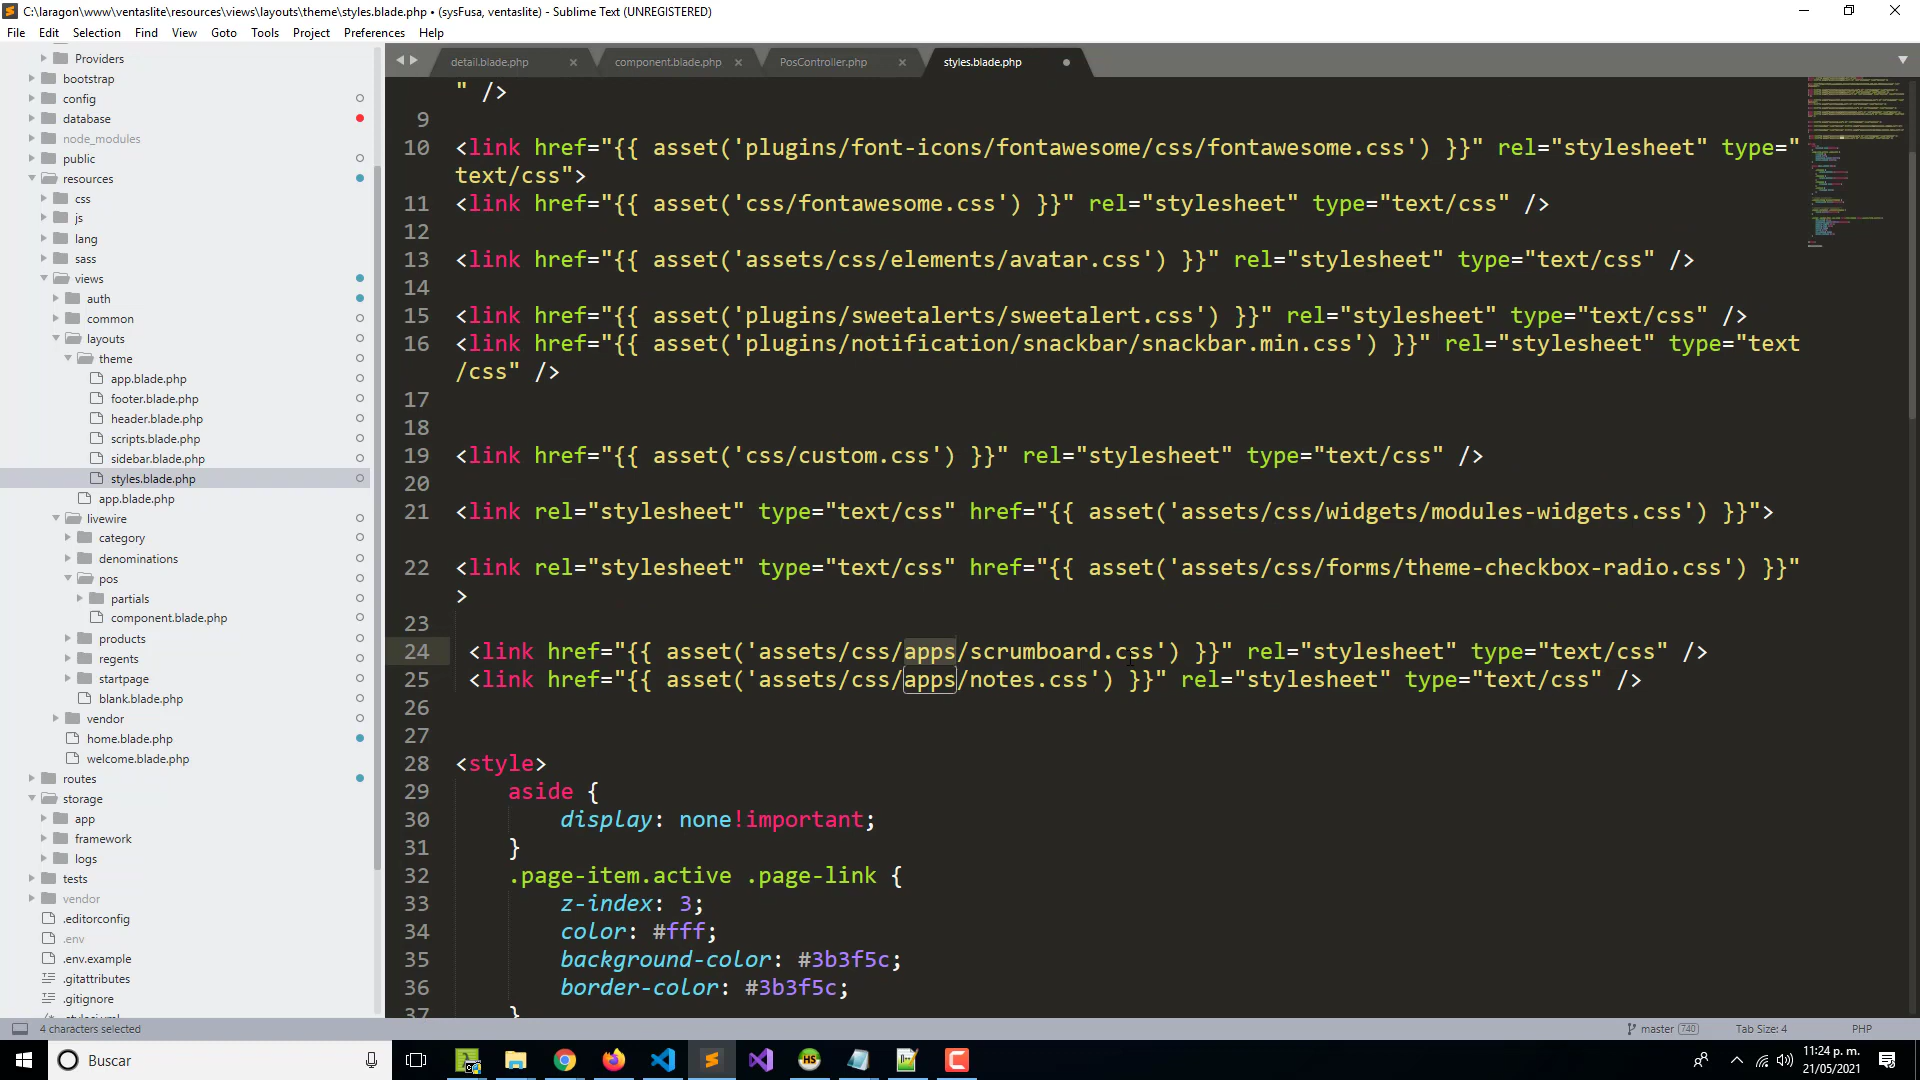 C:\laragon\www\ventaslite\resources\views\layouts\theme\styles.blade.php • (sysFusa, ventaslite) - Sublime Text (UNREGISTERED)
File Edit Selection Find View Goto Tools Project Preferences Help
Providers
bootstrap
config
database
node_modules
public
resources
css
js
lang
sass
views
auth
common
layouts
theme
app.blade.php
footer.blade.php
header.blade.php
scripts.blade.php
sidebar.blade.php
styles.blade.php
app.blade.php
livewire
category
denominations
pos
partials
component.blade.php
products
regents
startpage
blank.blade.php
vendor
home.blade.php
welcome.blade.php
routes
storage
app
framework
logs
tests
vendor
.editorconfig
.env
.env.example
.gitattributes
.gitignore
detail.blade.php component.blade.php PosController.php styles.blade.php
" />
9
10 <link href="{{ asset('plugins/font-icons/fontawesome/css/fontawesome.css') }}" rel="stylesheet" type="
text/css">
11 <link href="{{ asset('css/fontawesome.css') }}" rel="stylesheet" type="text/css" />
12
13 <link href="{{ asset('assets/css/elements/avatar.css') }}" rel="stylesheet" type="text/css" />
14
15 <link href="{{ asset('plugins/sweetalerts/sweetalert.css') }}" rel="stylesheet" type="text/css" />
16 <link href="{{ asset('plugins/notification/snackbar/snackbar.min.css') }}" rel="stylesheet" type="text
/css" />
17
18
19 <link href="{{ asset('css/custom.css') }}" rel="stylesheet" type="text/css" />
20
21 <link rel="stylesheet" type="text/css" href="{{ asset('assets/css/widgets/modules-widgets.css') }}">
22 <link rel="stylesheet" type="text/css" href="{{ asset('assets/css/forms/theme-checkbox-radio.css') }}"
>
23
24 <link href="{{ asset('assets/css/apps/scrumboard.css') }}" rel="stylesheet" type="text/css" />
25 <link href="{{ asset('assets/css/apps/notes.css') }}" rel="stylesheet" type="text/css" />
26
27
28 <style>
29 aside {
30 display: none!important;
31 }
32 .page-item.active .page-link {
33 z-index: 3;
34 color: #fff;
35 background-color: #3b3f5c;
36 border-color: #3b3f5c;
37 }
4 characters selected
master 740 Tab Size: 4 PHP
Buscar
11:24 p. m.
21/05/2021